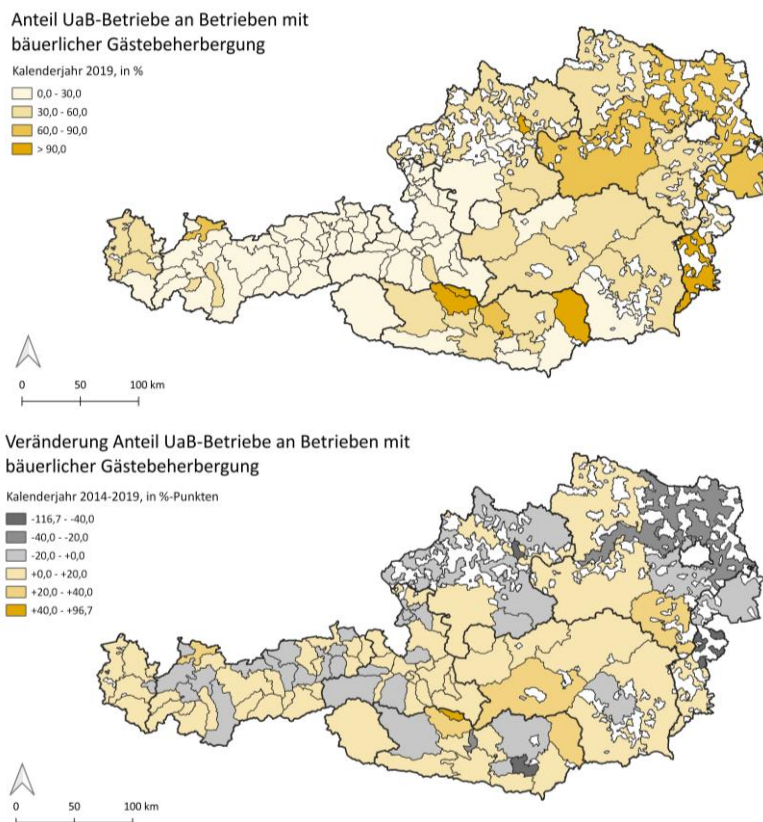 Anteil UaB-Betriebe an Betrieben mit
bäuerlicher Gästebeherbergung
Kalenderjahr 2019, in %
0,0 - 30,0
30,0 - 60,0
60,0 - 90,0
> 90,0
0 50 100 km
Veränderung Anteil UaB-Betriebe an Betrieben mit
bäuerlicher Gästebeherbergung
Kalenderjahr 2014-2019, in %-Punkten
-116,7 - -40,0
-40,0 - -20,0
-20,0 - +0,0
+0,0 - +20,0
+20,0 - +40,0
+40,0 - +96,7
0 50 100 km